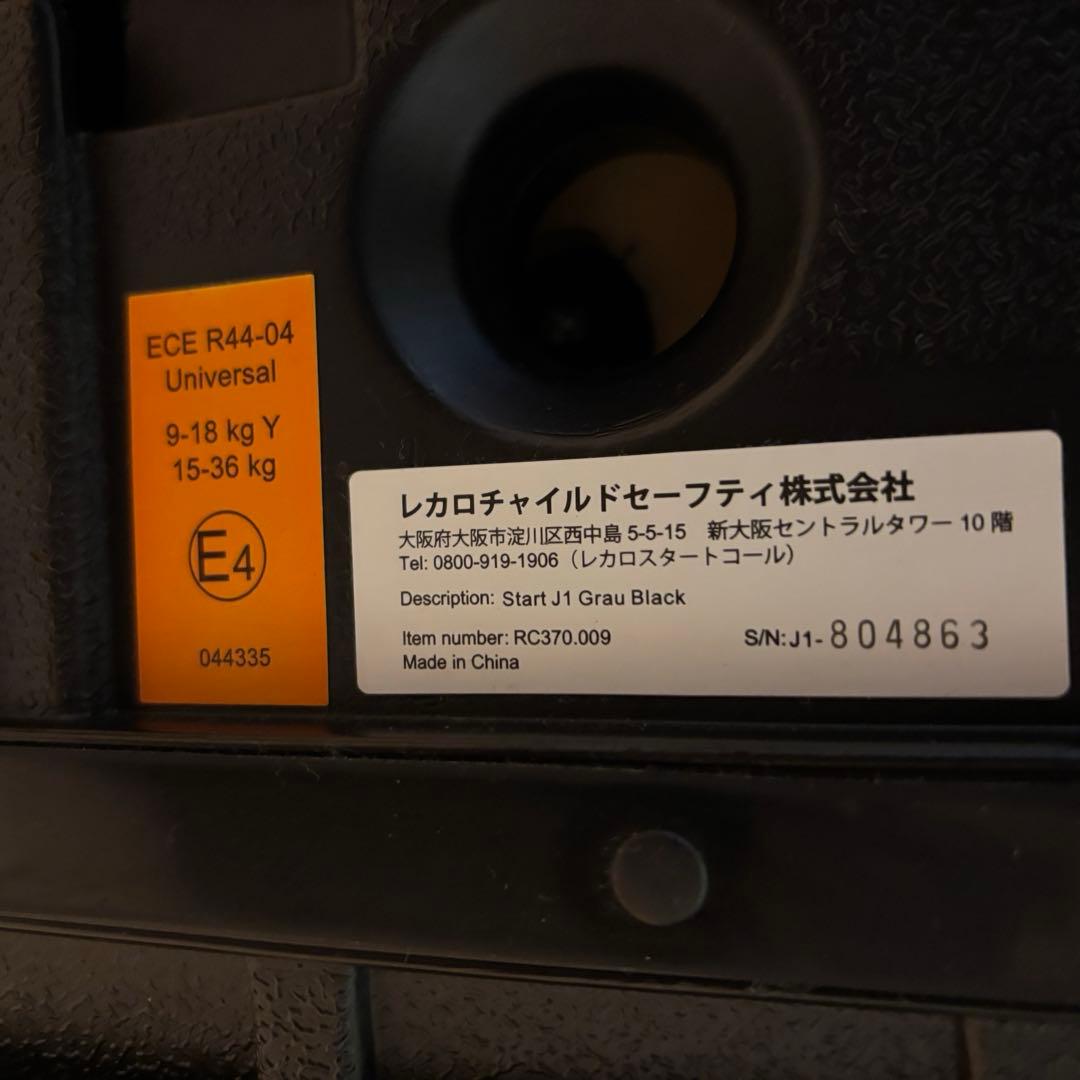 ECE R44-04
Universal
9-18 kg Y
15-36 kg
E4
044335
レカロチャイルドセーフティ株式会社
大阪府大阪市淀川区西中島 5-5-15　新大阪セントラルタワー 10 階
Tel: 0800-919-1906（レカロスタートコール）
Description: Start J1 Grau Black
Item number: RC370.009 S/N: J1-804863
Made in China